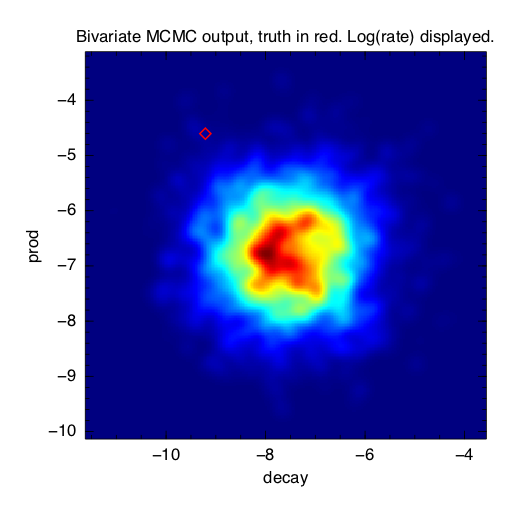 Bivariate MCMC output, truth in red. Log(rate) displayed.
−4
−5
−6
−7
−8
−9
−10
prod
−10 −8 −6 −4
decay